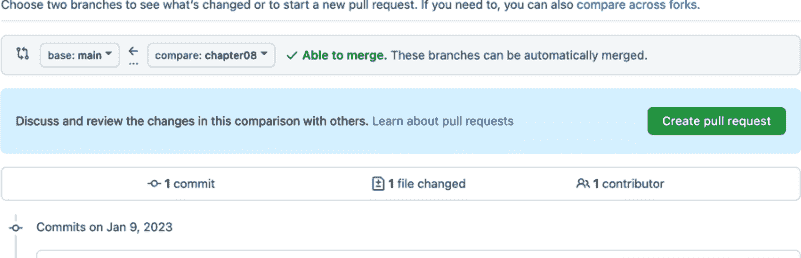 Choose two branches to see what's changed or to start a new pull request. If you need to, you can also compare across forks.
base: main ← compare: chapter08 ✓ Able to merge. These branches can be automatically merged.
...
Discuss and review the changes in this comparison with others. Learn about pull requests Create pull request
1 commit 1 file changed 1 contributor
Commits on Jan 9, 2023